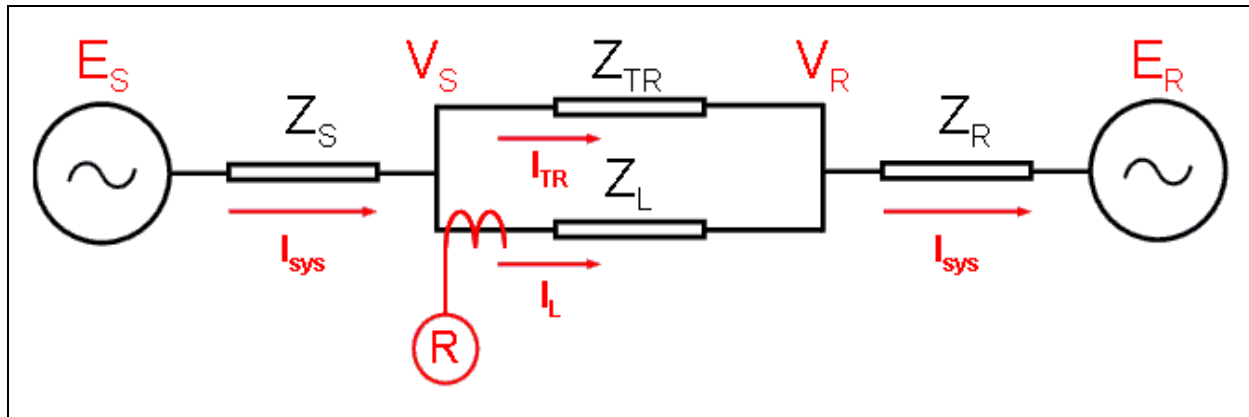 E_S
V_S
Z_TR
V_R
E_R
Z_S
Z_R
I_TR
Z_L
I_sys
I_L
I_sys
R